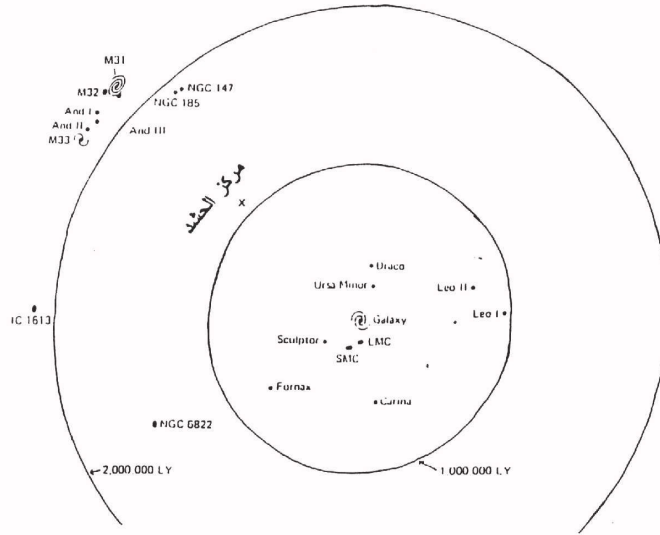 M31
M32
NGC 147
NGC 185
And I
And II
And III
M33
مركز الحشد
x
Draco
Ursa Minor
Leo II
Leo I
IC 1613
Galaxy
Sculptor
LMC
SMC
Fornax
Carina
NGC 6822
2,000 000 LY
1 000 000 LY